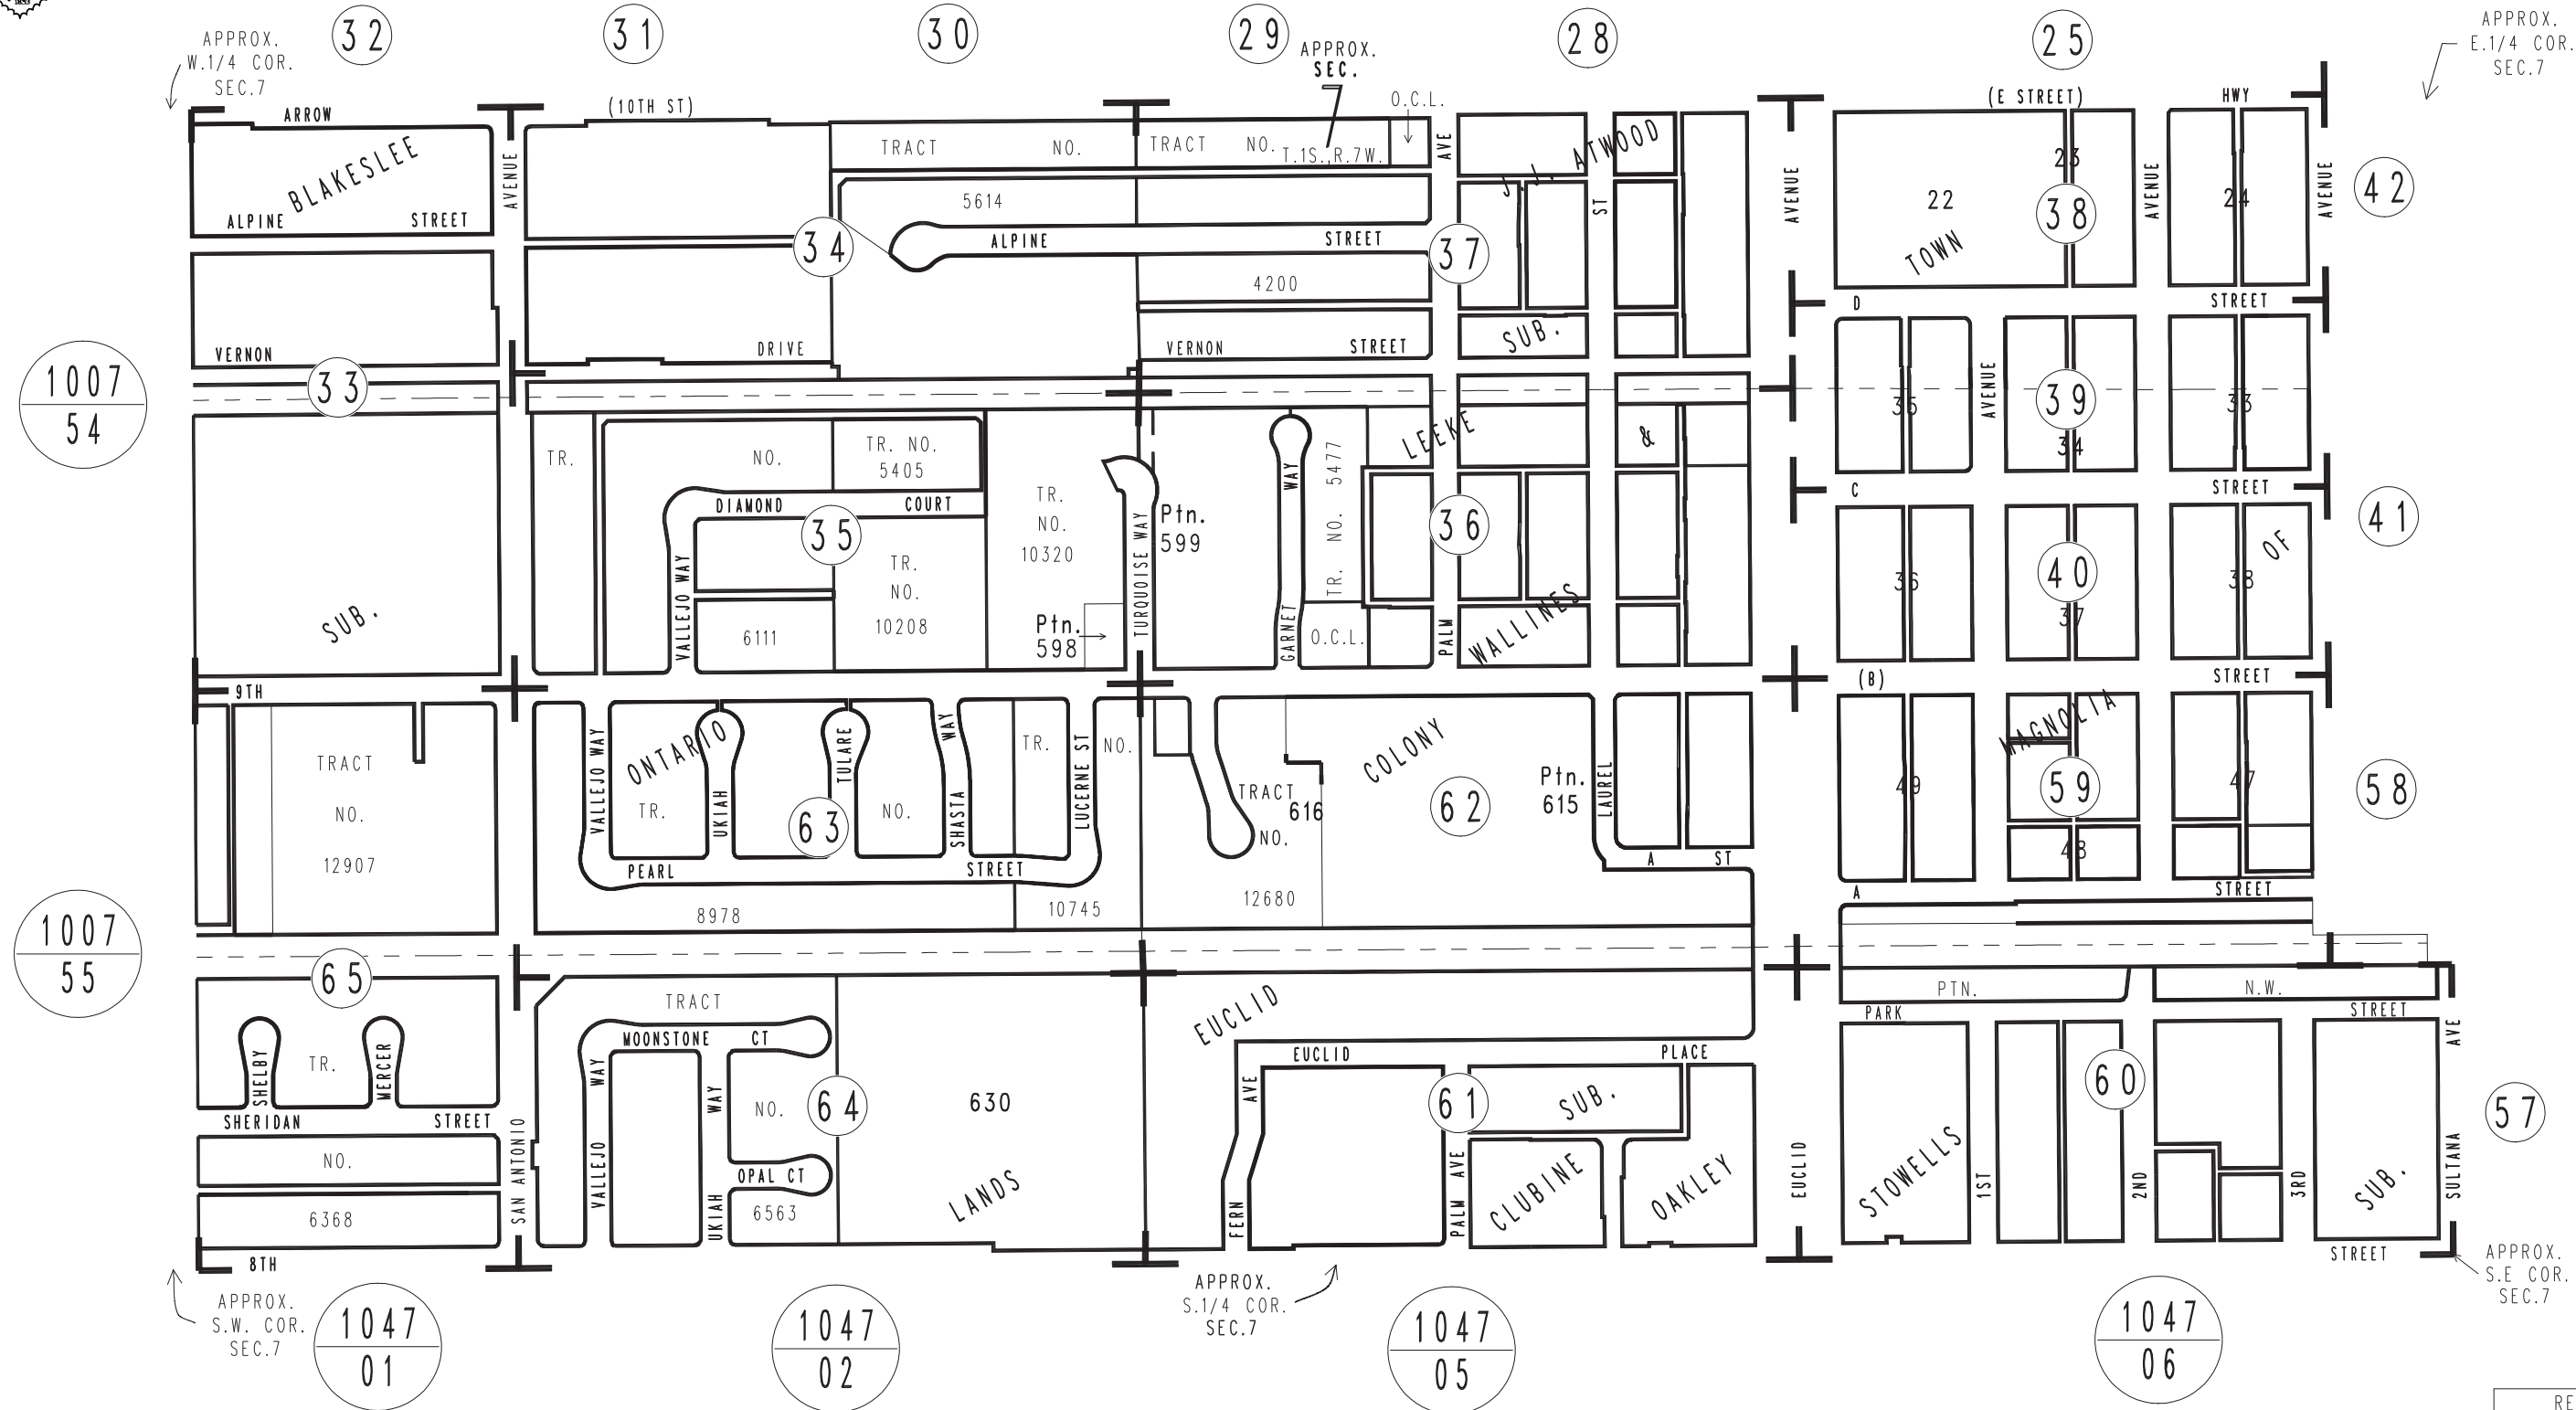 32
31
30
29
28
25
APPROX.
W.1/4 COR.
SEC.7
APPROX.
SEC.
7
T.1S.,R.7W.
O.C.L.
APPROX.
E.1/4 COR.
SEC.7
ARROW
(10TH ST)
(E STREET)
HWY
BLAKESLEE
AVENUE
TRACT NO.
TRACT NO.
AVE
J.J. ATWOOD
AVENUE
23
AVENUE
24
AVENUE
42
ALPINE STREET
5614
ST
22
38
34
ALPINE STREET
37
TOWN
4200
D STREET
VERNON DRIVE
VERNON STREET
SUB.
1007
54
33
35
AVENUE
39
33
34
TR.
NO.
TR. NO.
5405
LEEKE
&
DIAMOND COURT
35
TR.
NO.
10320
TURQUOISE WAY
Ptn.
599
WAY
TR. NO. 5477
36
C STREET
41
SUB.
VALLEJO WAY
6111
TR.
NO.
10208
Ptn.
598
GARNET
O.C.L.
PALM
WALLINES
36
40
37
38
OF
9TH
(B) STREET
TRACT
NO.
12907
VALLEJO WAY
ONTARIO
TR.
UKIAH
TULARE
63
NO.
WAY
SHASTA
TR.
LUCERNE ST
NO.
TRACT
616
NO.
12680
COLONY
62
Ptn.
615
LAUREL
49
MAGNOLIA
59
48
47
58
PEARL STREET
A ST
A STREET
8978
10745
1007
55
65
TRACT
EUCLID
PTN.
N.W.
PARK STREET
SHELBY
TR.
MERCER
MOONSTONE CT
EUCLID PLACE
AVE
SHERIDAN STREET
WAY
WAY
NO.
64
630
AVE
61
SUB.
60
57
NO.
SAN ANTONIO
VALLEJO
UKIAH
OPAL CT
6563
LANDS
FERN
PALM AVE
CLUBINE
OAKLEY
EUCLID
STOWELLS
1ST
2ND
3RD
SUB.
SULTANA
6368
8TH
STREET
APPROX.
S.W. COR.
SEC.7
APPROX.
S.1/4 COR.
SEC.7
APPROX.
S.E COR.
SEC.7
1047
01
1047
02
1047
05
1047
06